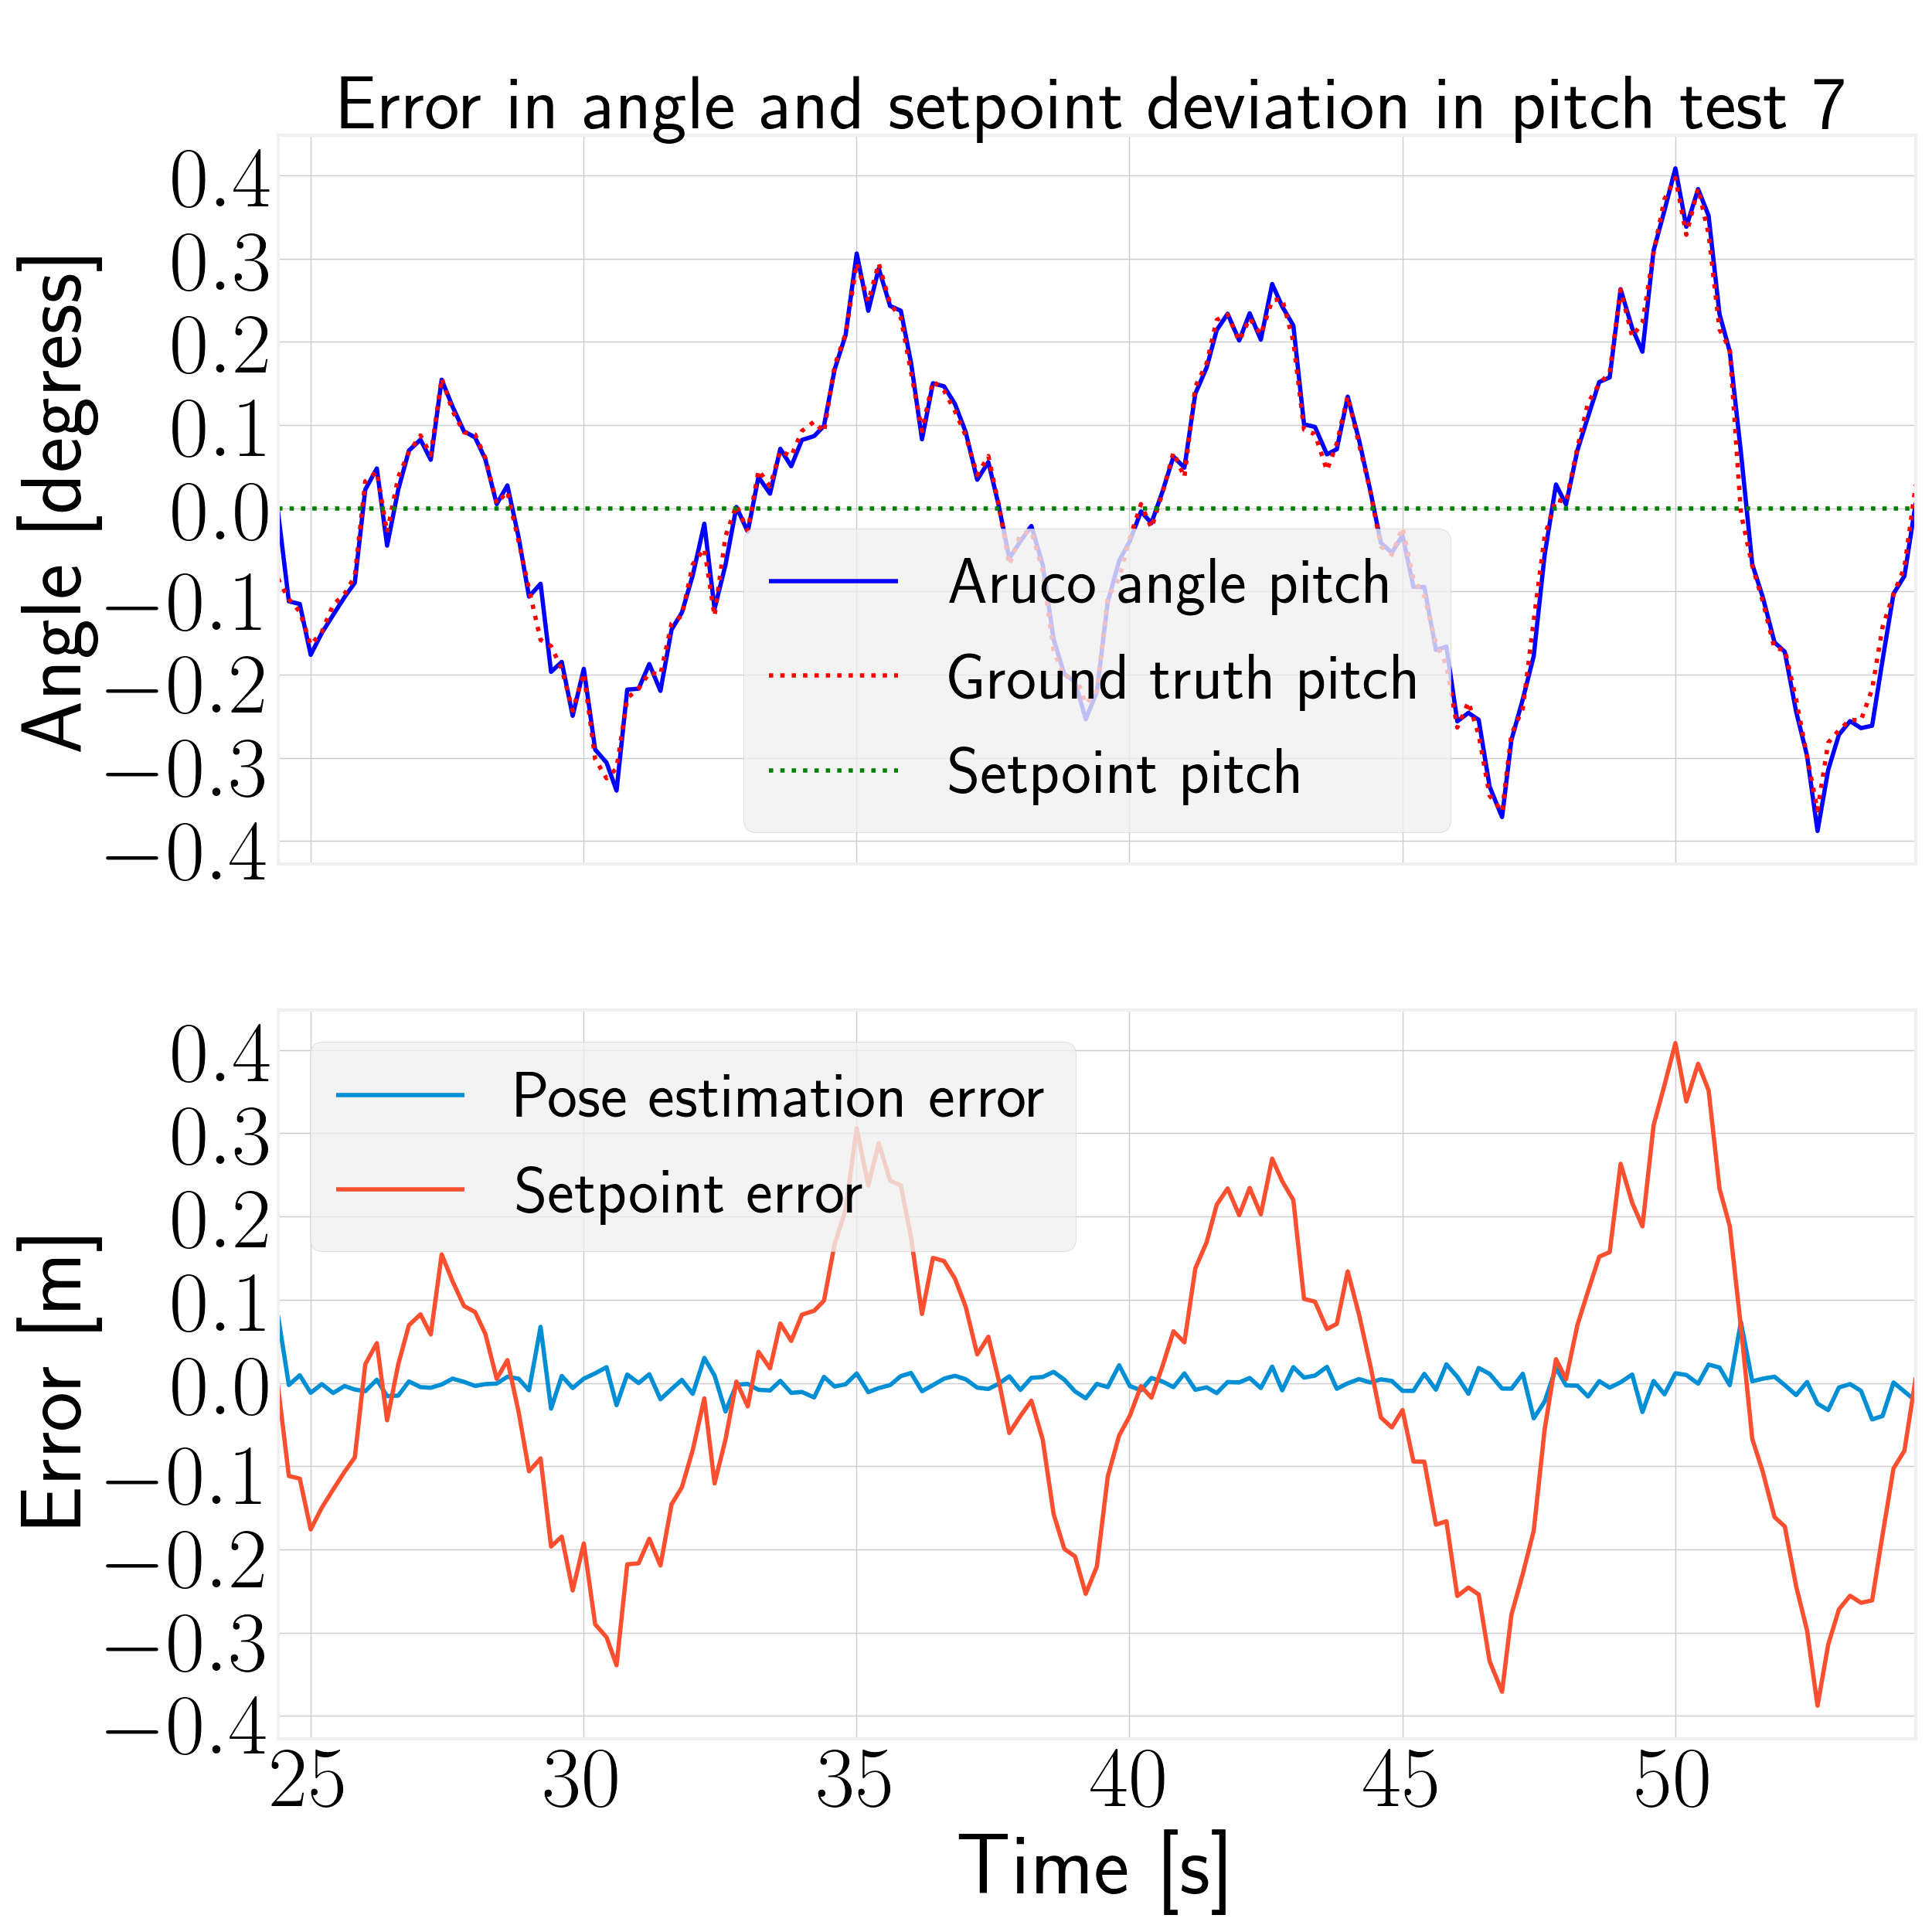 Error in angle and setpoint deviation in pitch test 7
Angle [degress]
0.4
0.3
0.2
0.1
0.0
−0.1
−0.2
−0.3
−0.4
Aruco angle pitch
Ground truth pitch
Setpoint pitch
Error [m]
0.4
0.3
0.2
0.1
0.0
−0.1
−0.2
−0.3
−0.4
Pose estimation error
Setpoint error
25 30 35 40 45 50
Time [s]